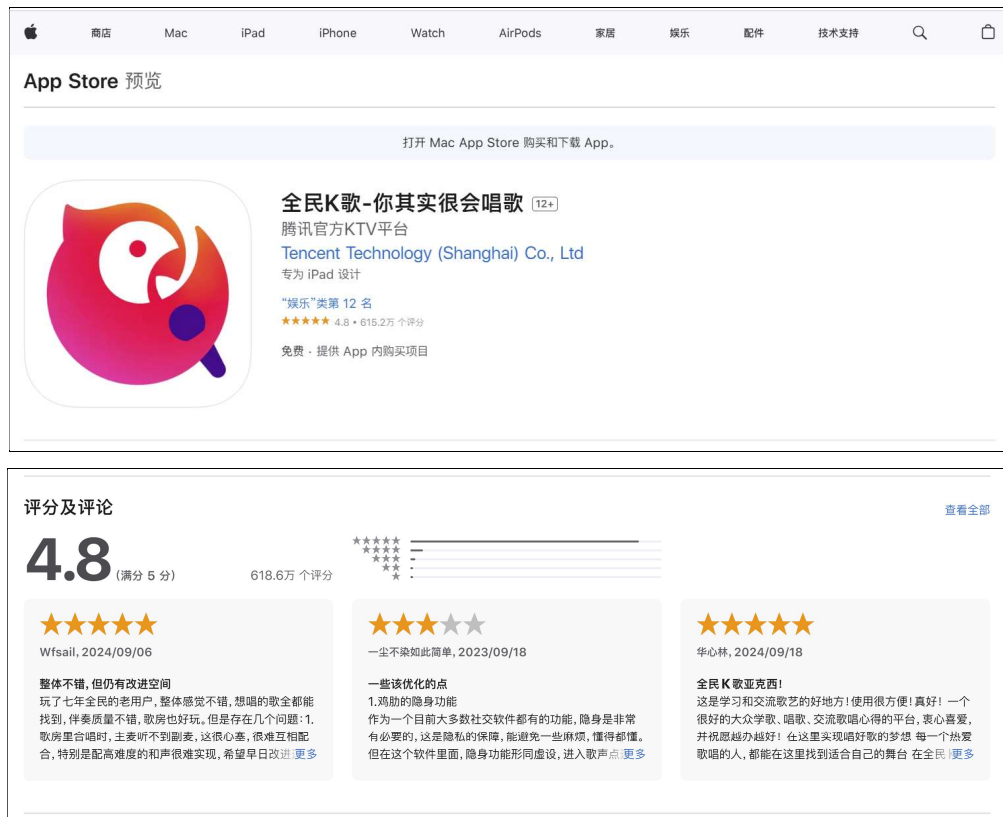 商店 Mac iPad iPhone Watch AirPods 家居 娱乐 配件 技术支持
App Store 预览
打开 Mac App Store 购买和下载 App。
全民K歌-你其实很会唱歌 12+
腾讯官方KTV平台
Tencent Technology (Shanghai) Co., Ltd
专为 iPad 设计
“娱乐”类第 12 名
★★★★★ 4.8 • 615.2万 个评分
免费 · 提供 App 内购买项目
评分及评论 查看全部
4.8 (满分 5 分) 618.6万 个评分
Wfsail, 2024/09/06
整体不错,但仍有改进空间
玩了七年全民的老用户,整体感觉不错,想唱的歌全都能
找到,伴奏质量不错,歌房也好玩。但是存在几个问题:1.
歌房里合唱时,主麦听不到副麦,这很心塞,很难互相配
合,特别是配高难度的和声很难实现,希望早日改进 更多
一尘不染如此简单, 2023/09/18
一些该优化的点
1.鸡肋的隐身功能
作为一个目前大多数社交软件都有的功能,隐身是非常
有必要的,这是隐私的保障,能避免一些麻烦,懂得都懂。
但在这个软件里面,隐身功能形同虚设,进入歌声点 更多
华心林, 2024/09/18
全民 K 歌亚克西!
这是学习和交流歌艺的好地方!使用很方便!真好! 一个
很好的大众学歌、唱歌、交流歌唱心得的平台,衷心喜爱,
并祝愿越办越好! 在这里实现唱好歌的梦想 每一个热爱
歌唱的人,都能在这里找到适合自己的舞台 在全民 更多